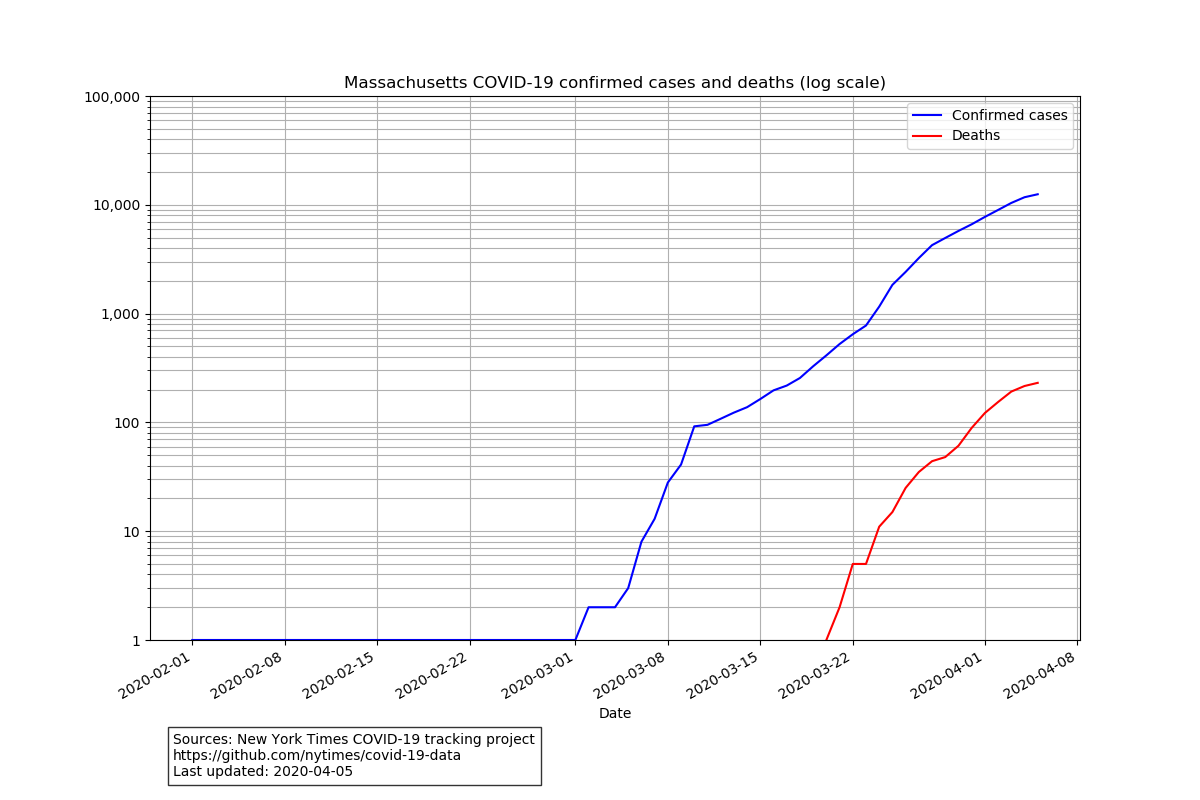 Massachusetts COVID-19 confirmed cases and deaths (log scale)
100,000
10,000
1,000
100
10
1
Confirmed cases
Deaths
2020-02-01
2020-02-08
2020-02-15
2020-02-22
2020-03-01
2020-03-08
2020-03-15
2020-03-22
2020-04-01
2020-04-08
Date
Sources: New York Times COVID-19 tracking project
https://github.com/nytimes/covid-19-data
Last updated: 2020-04-05